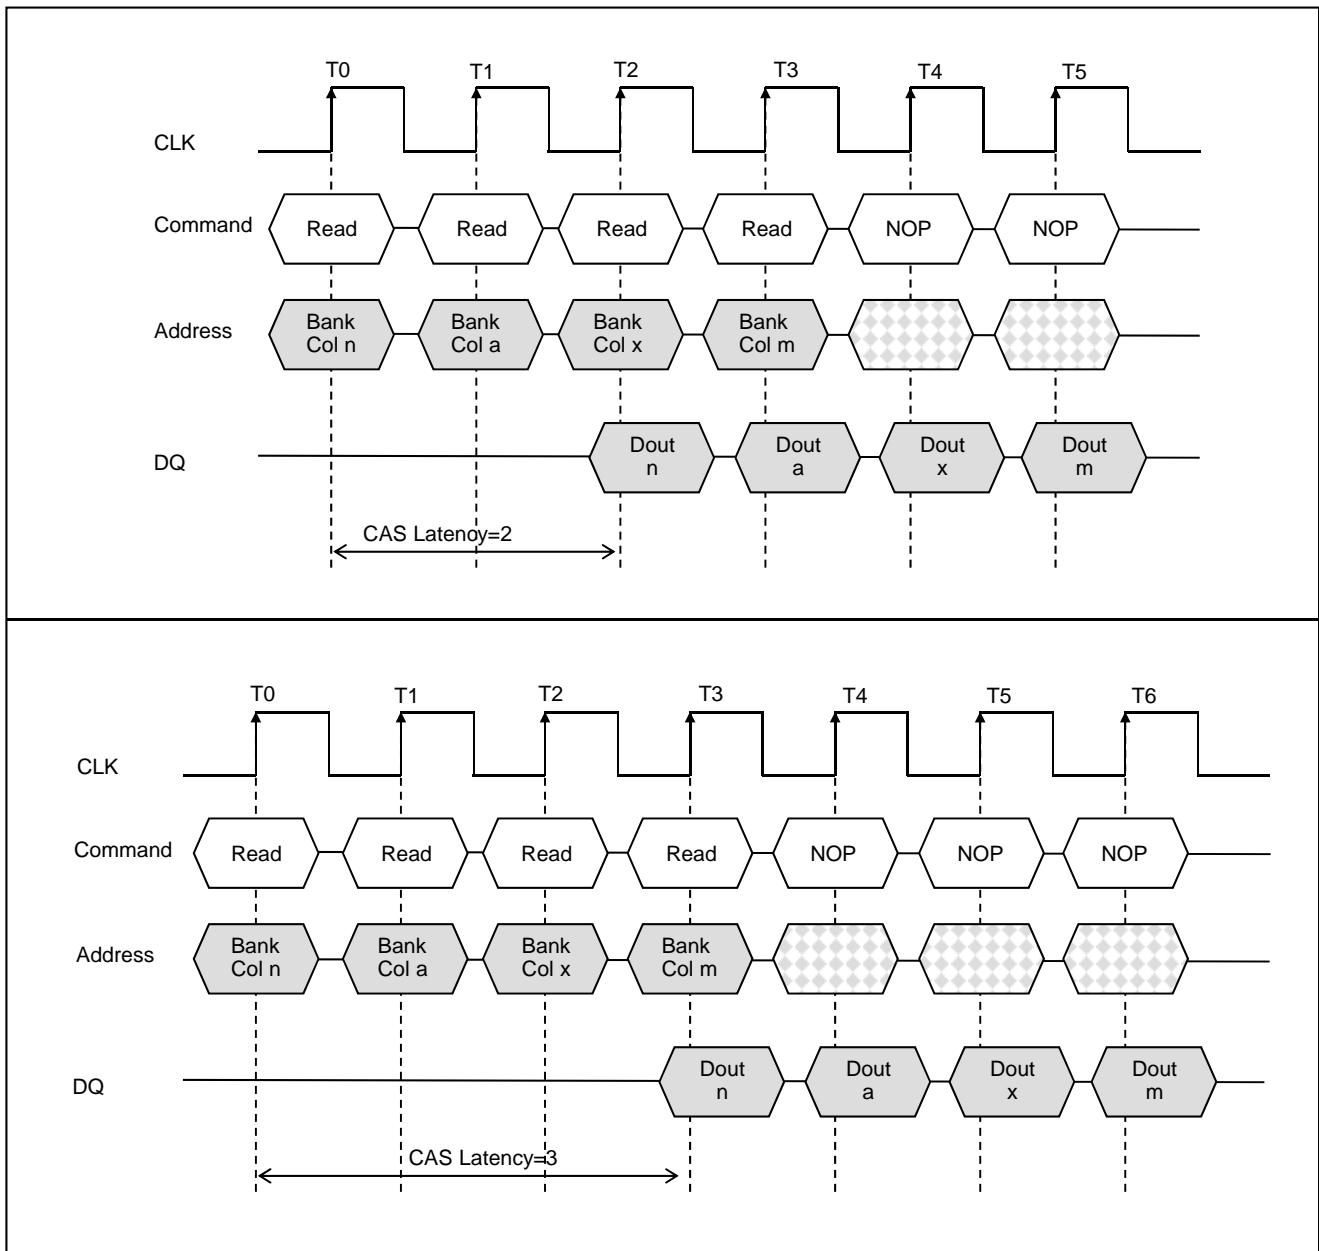 T0 T1 T2 T3 T4 T5
CLK
Command Read Read Read Read NOP NOP
Address
Bank Bank Bank Bank
Col n Col a Col x Col m
DQ
Dout Dout Dout Dout
n a x m
CAS Latency=2
T0 T1 T2 T3 T4 T5 T6
CLK
Command Read Read Read Read NOP NOP NOP
Address
Bank Bank Bank Bank
Col n Col a Col x Col m
DQ
Dout Dout Dout Dout
n a x m
CAS Latency=3